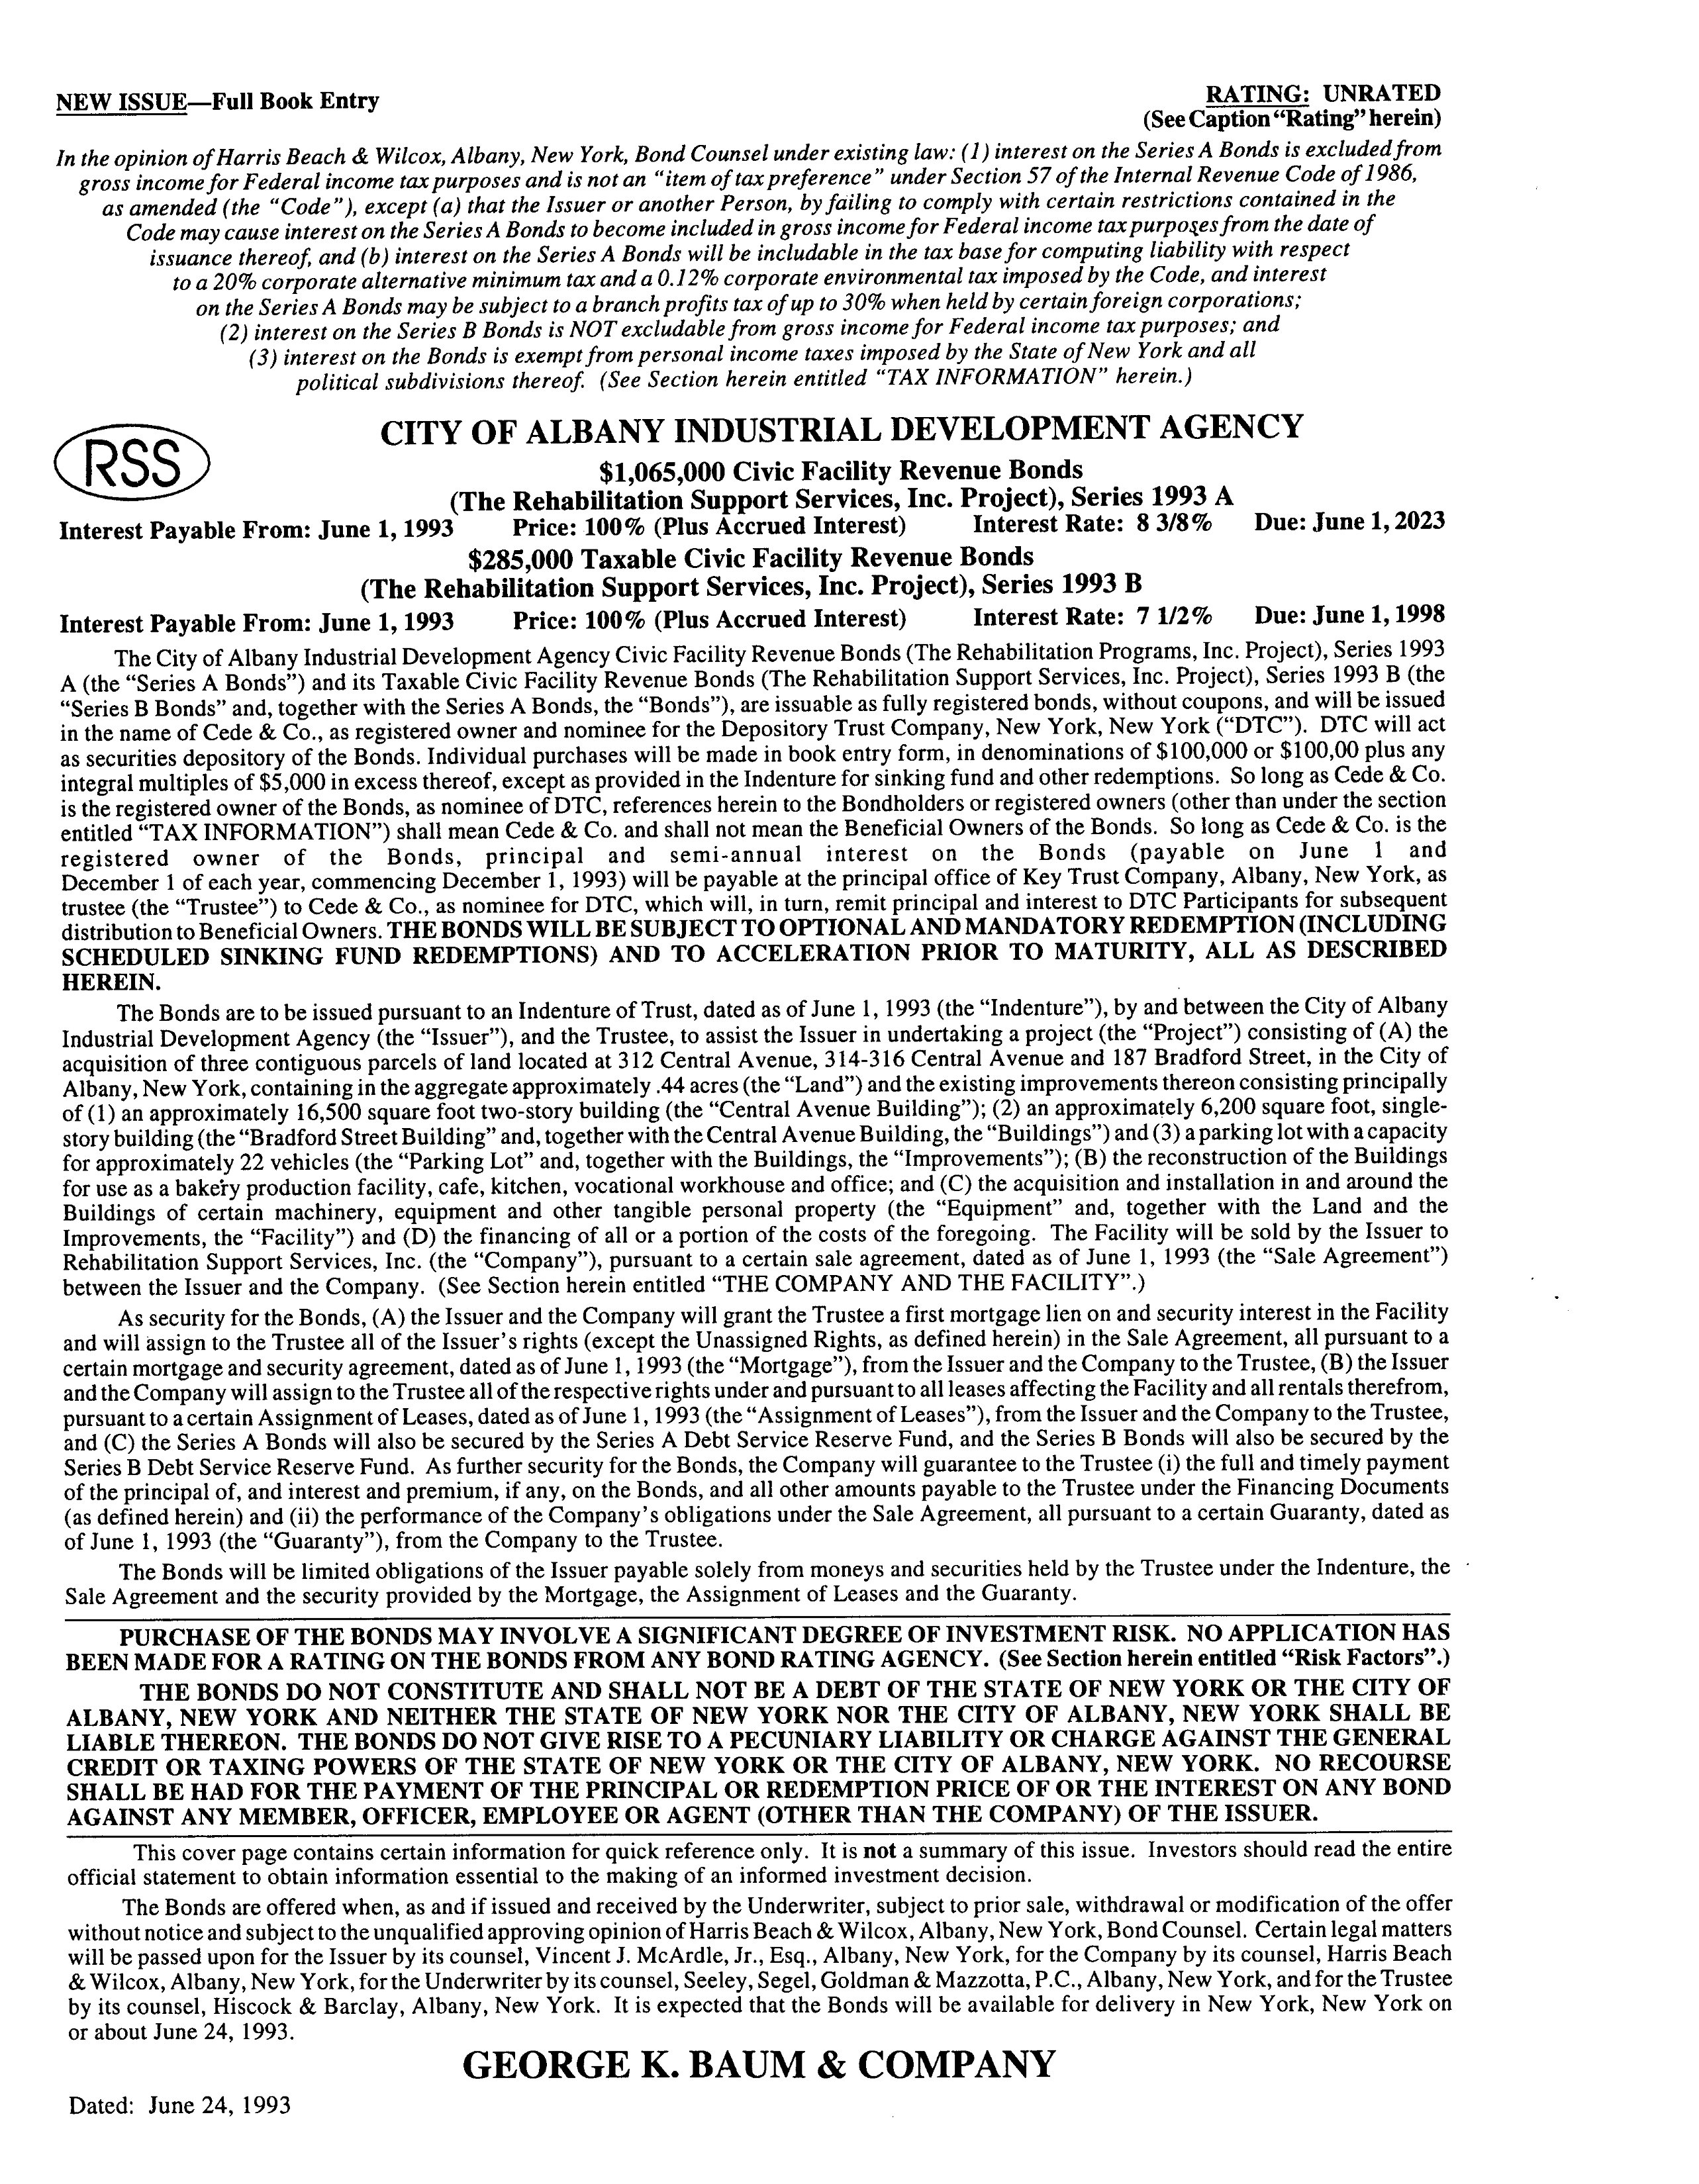 NEW ISSUE—Full Book Entry
RATING: UNRATED
(See Caption “Rating” herein)
In the opinion of Harris Beach & Wilcox, Albany, New York, Bond Counsel under existing law: (1) interest on the Series A Bonds is excluded from
gross income for Federal income tax purposes and is not an “item of tax preference” under Section 57 of the Internal Revenue Code of 1986,
as amended (the “Code”), except (a) that the Issuer or another Person, by failing to comply with certain restrictions contained in the
Code may cause interest on the Series A Bonds to become included in gross income for Federal income tax purposes from the date of
issuance thereof, and (b) interest on the Series A Bonds will be includable in the tax base for computing liability with respect
to a 20% corporate alternative minimum tax and a 0.12% corporate environmental tax imposed by the Code, and interest
on the Series A Bonds may be subject to a branch profits tax of up to 30% when held by certain foreign corporations;
(2) interest on the Series B Bonds is NOT excludable from gross income for Federal income tax purposes; and
(3) interest on the Bonds is exempt from personal income taxes imposed by the State of New York and all
political subdivisions thereof. (See Section herein entitled “TAX INFORMATION” herein.)
RSS
CITY OF ALBANY INDUSTRIAL DEVELOPMENT AGENCY
$1,065,000 Civic Facility Revenue Bonds
(The Rehabilitation Support Services, Inc. Project), Series 1993 A
Interest Payable From: June 1, 1993 Price: 100% (Plus Accrued Interest) Interest Rate: 8 3/8% Due: June 1, 2023
$285,000 Taxable Civic Facility Revenue Bonds
(The Rehabilitation Support Services, Inc. Project), Series 1993 B
Interest Payable From: June 1, 1993 Price: 100% (Plus Accrued Interest) Interest Rate: 7 1/2% Due: June 1, 1998
The City of Albany Industrial Development Agency Civic Facility Revenue Bonds (The Rehabilitation Programs, Inc. Project), Series 1993
A (the “Series A Bonds”) and its Taxable Civic Facility Revenue Bonds (The Rehabilitation Support Services, Inc. Project), Series 1993 B (the
“Series B Bonds” and, together with the Series A Bonds, the “Bonds”), are issuable as fully registered bonds, without coupons, and will be issued
in the name of Cede & Co., as registered owner and nominee for the Depository Trust Company, New York, New York (“DTC”). DTC will act
as securities depository of the Bonds. Individual purchases will be made in book entry form, in denominations of $100,000 or $100,00 plus any
integral multiples of $5,000 in excess thereof, except as provided in the Indenture for sinking fund and other redemptions. So long as Cede & Co.
is the registered owner of the Bonds, as nominee of DTC, references herein to the Bondholders or registered owners (other than under the section
entitled “TAX INFORMATION”) shall mean Cede & Co. and shall not mean the Beneficial Owners of the Bonds. So long as Cede & Co. is the
registered owner of the Bonds, principal and semi-annual interest on the Bonds (payable on June 1 and
December 1 of each year, commencing December 1, 1993) will be payable at the principal office of Key Trust Company, Albany, New York, as
trustee (the “Trustee”) to Cede & Co., as nominee for DTC, which will, in turn, remit principal and interest to DTC Participants for subsequent
distribution to Beneficial Owners. THE BONDS WILL BE SUBJECT TO OPTIONAL AND MANDATORY REDEMPTION (INCLUDING
SCHEDULED SINKING FUND REDEMPTIONS) AND TO ACCELERATION PRIOR TO MATURITY, ALL AS DESCRIBED
HEREIN.
The Bonds are to be issued pursuant to an Indenture of Trust, dated as of June 1, 1993 (the “Indenture”), by and between the City of Albany
Industrial Development Agency (the “Issuer”), and the Trustee, to assist the Issuer in undertaking a project (the “Project”) consisting of (A) the
acquisition of three contiguous parcels of land located at 312 Central Avenue, 314-316 Central Avenue and 187 Bradford Street, in the City of
Albany, New York, containing in the aggregate approximately .44 acres (the “Land”) and the existing improvements thereon consisting principally
of (1) an approximately 16,500 square foot two-story building (the “Central Avenue Building”); (2) an approximately 6,200 square foot, single-
story building (the “Bradford Street Building” and, together with the Central Avenue Building, the “Buildings”) and (3) a parking lot with a capacity
for approximately 22 vehicles (the “Parking Lot” and, together with the Buildings, the “Improvements”); (B) the reconstruction of the Buildings
for use as a bakery production facility, cafe, kitchen, vocational workhouse and office; and (C) the acquisition and installation in and around the
Buildings of certain machinery, equipment and other tangible personal property (the “Equipment” and, together with the Land and the
Improvements, the “Facility”) and (D) the financing of all or a portion of the costs of the foregoing. The Facility will be sold by the Issuer to
Rehabilitation Support Services, Inc. (the “Company”), pursuant to a certain sale agreement, dated as of June 1, 1993 (the “Sale Agreement”)
between the Issuer and the Company. (See Section herein entitled “THE COMPANY AND THE FACILITY”.)
As security for the Bonds, (A) the Issuer and the Company will grant the Trustee a first mortgage lien on and security interest in the Facility
and will assign to the Trustee all of the Issuer’s rights (except the Unassigned Rights, as defined herein) in the Sale Agreement, all pursuant to a
certain mortgage and security agreement, dated as of June 1, 1993 (the “Mortgage”), from the Issuer and the Company to the Trustee, (B) the Issuer
and the Company will assign to the Trustee all of the respective rights under and pursuant to all leases affecting the Facility and all rentals therefrom,
pursuant to a certain Assignment of Leases, dated as of June 1, 1993 (the “Assignment of Leases”), from the Issuer and the Company to the Trustee,
and (C) the Series A Bonds will also be secured by the Series A Debt Service Reserve Fund, and the Series B Bonds will also be secured by the
Series B Debt Service Reserve Fund. As further security for the Bonds, the Company will guarantee to the Trustee (i) the full and timely payment
of the principal of, and interest and premium, if any, on the Bonds, and all other amounts payable to the Trustee under the Financing Documents
(as defined herein) and (ii) the performance of the Company’s obligations under the Sale Agreement, all pursuant to a certain Guaranty, dated as
of June 1, 1993 (the “Guaranty”), from the Company to the Trustee.
The Bonds will be limited obligations of the Issuer payable solely from moneys and securities held by the Trustee under the Indenture, the
Sale Agreement and the security provided by the Mortgage, the Assignment of Leases and the Guaranty.
PURCHASE OF THE BONDS MAY INVOLVE A SIGNIFICANT DEGREE OF INVESTMENT RISK. NO APPLICATION HAS
BEEN MADE FOR A RATING ON THE BONDS FROM ANY BOND RATING AGENCY. (See Section herein entitled “Risk Factors”.)
THE BONDS DO NOT CONSTITUTE AND SHALL NOT BE A DEBT OF THE STATE OF NEW YORK OR THE CITY OF
ALBANY, NEW YORK AND NEITHER THE STATE OF NEW YORK NOR THE CITY OF ALBANY, NEW YORK SHALL BE
LIABLE THEREON. THE BONDS DO NOT GIVE RISE TO A PECUNIARY LIABILITY OR CHARGE AGAINST THE GENERAL
CREDIT OR TAXING POWERS OF THE STATE OF NEW YORK OR THE CITY OF ALBANY, NEW YORK. NO RECOURSE
SHALL BE HAD FOR THE PAYMENT OF THE PRINCIPAL OR REDEMPTION PRICE OF OR THE INTEREST ON ANY BOND
AGAINST ANY MEMBER, OFFICER, EMPLOYEE OR AGENT (OTHER THAN THE COMPANY) OF THE ISSUER.
This cover page contains certain information for quick reference only. It is not a summary of this issue. Investors should read the entire
official statement to obtain information essential to the making of an informed investment decision.
The Bonds are offered when, as and if issued and received by the Underwriter, subject to prior sale, withdrawal or modification of the offer
without notice and subject to the unqualified approving opinion of Harris Beach & Wilcox, Albany, New York, Bond Counsel. Certain legal matters
will be passed upon for the Issuer by its counsel, Vincent J. McArdle, Jr., Esq., Albany, New York, for the Company by its counsel, Harris Beach
& Wilcox, Albany, New York, for the Underwriter by its counsel, Seeley, Segel, Goldman & Mazzotta, P.C., Albany, New York, and for the Trustee
by its counsel, Hiscock & Barclay, Albany, New York. It is expected that the Bonds will be available for delivery in New York, New York on
or about June 24, 1993.
GEORGE K. BAUM & COMPANY
Dated: June 24, 1993